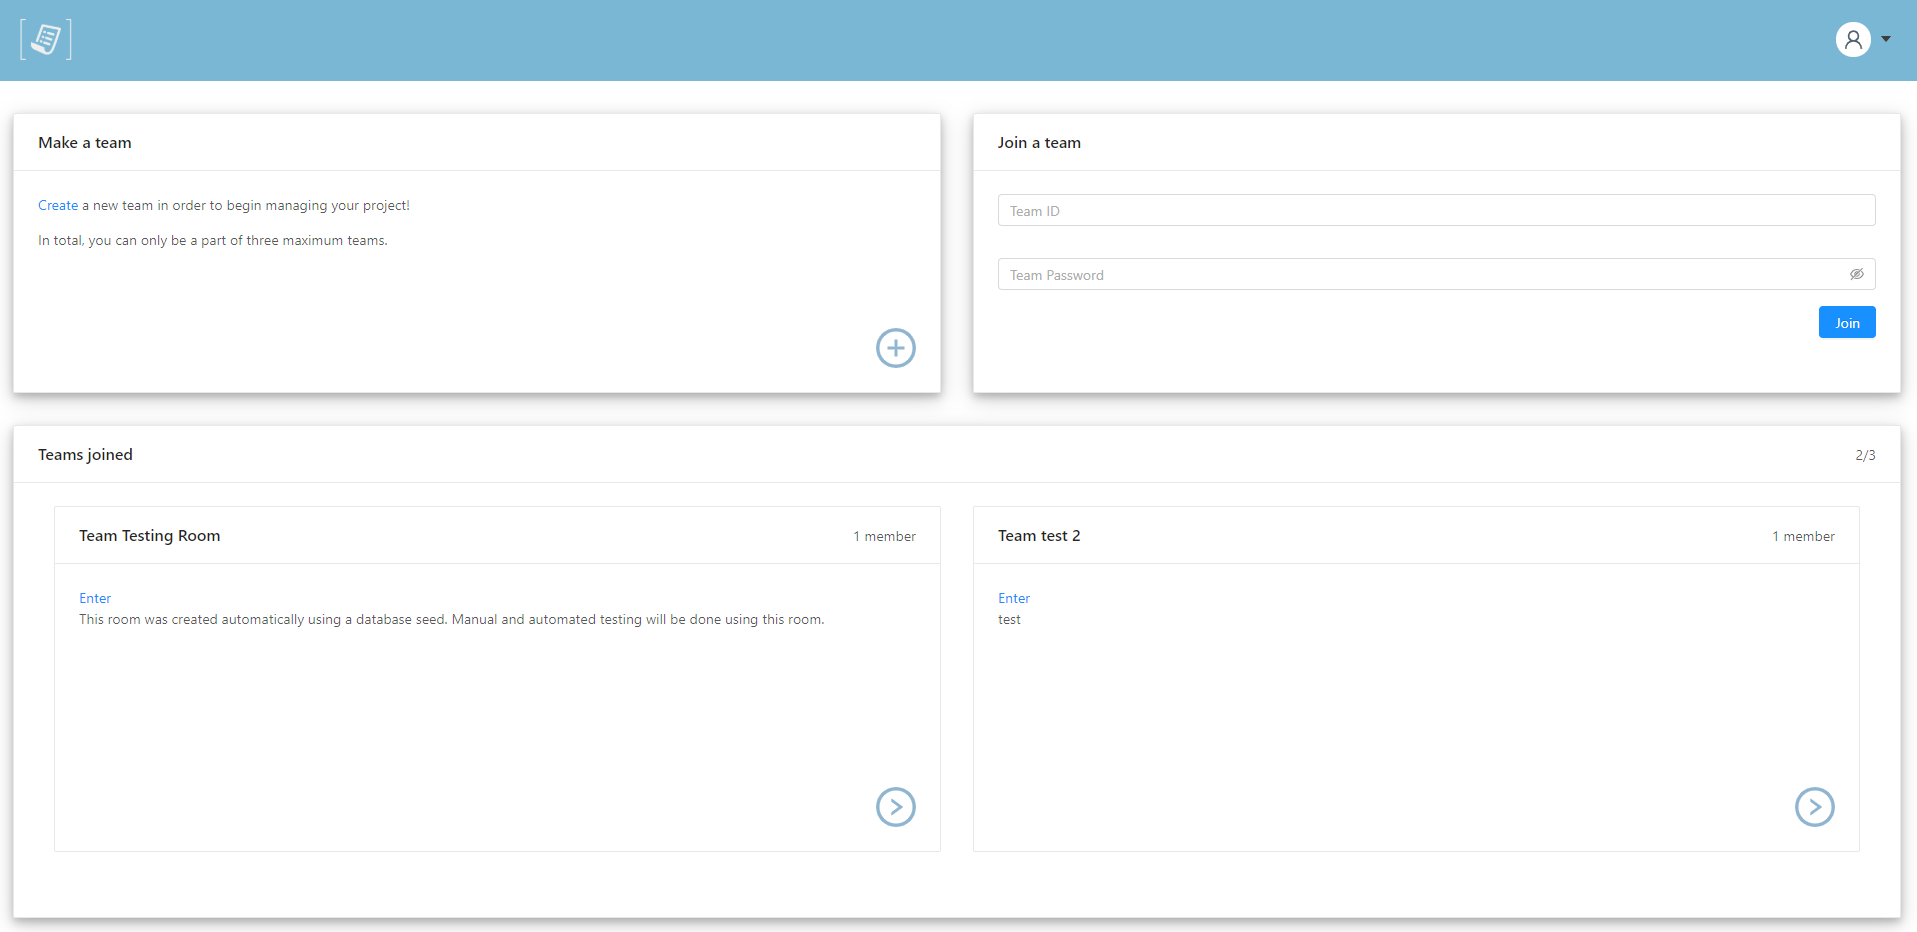 Make a team
Create a new team in order to begin managing your project!
In total, you can only be a part of three maximum teams.
Join a team
Team ID
Team Password
Join
Teams joined
2/3
Team Testing Room
1 member
Enter
This room was created automatically using a database seed. Manual and automated testing will be done using this room.
Team test 2
1 member
Enter
test